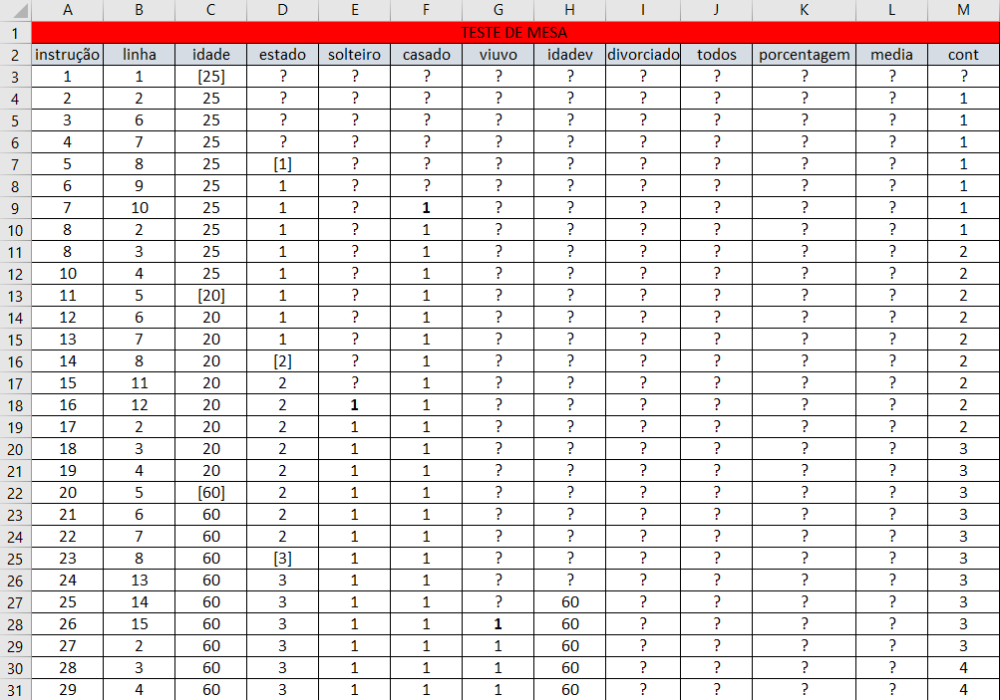 A B C D E F G H I J K L M
1 TESTE DE MESA
2 instrução linha idade estado solteiro casado viuvo idadev divorciado todos porcentagem media cont
3 1 1 [25] ? ? ? ? ? ? ? ? ? ?
4 2 2 25 ? ? ? ? ? ? ? ? ? 1
5 3 6 25 ? ? ? ? ? ? ? ? ? 1
6 4 7 25 ? ? ? ? ? ? ? ? ? 1
7 5 8 25 [1] ? ? ? ? ? ? ? ? 1
8 6 9 25 1 ? ? ? ? ? ? ? ? 1
9 7 10 25 1 ? 1 ? ? ? ? ? ? 1
10 8 2 25 1 ? 1 ? ? ? ? ? ? 1
11 8 3 25 1 ? 1 ? ? ? ? ? ? 2
12 10 4 25 1 ? 1 ? ? ? ? ? ? 2
13 11 5 [20] 1 ? 1 ? ? ? ? ? ? 2
14 12 6 20 1 ? 1 ? ? ? ? ? ? 2
15 13 7 20 1 ? 1 ? ? ? ? ? ? 2
16 14 8 20 [2] ? 1 ? ? ? ? ? ? 2
17 15 11 20 2 ? 1 ? ? ? ? ? ? 2
18 16 12 20 2 1 1 ? ? ? ? ? ? 2
19 17 2 20 2 1 1 ? ? ? ? ? ? 2
20 18 3 20 2 1 1 ? ? ? ? ? ? 3
21 19 4 20 2 1 1 ? ? ? ? ? ? 3
22 20 5 [60] 2 1 1 ? ? ? ? ? ? 3
23 21 6 60 2 1 1 ? ? ? ? ? ? 3
24 22 7 60 2 1 1 ? ? ? ? ? ? 3
25 23 8 60 [3] 1 1 ? ? ? ? ? ? 3
26 24 13 60 3 1 1 ? ? ? ? ? ? 3
27 25 14 60 3 1 1 ? 60 ? ? ? ? 3
28 26 15 60 3 1 1 1 60 ? ? ? ? 3
29 27 2 60 3 1 1 1 60 ? ? ? ? 3
30 28 3 60 3 1 1 1 60 ? ? ? ? 4
31 29 4 60 3 1 1 1 60 ? ? ? ? 4